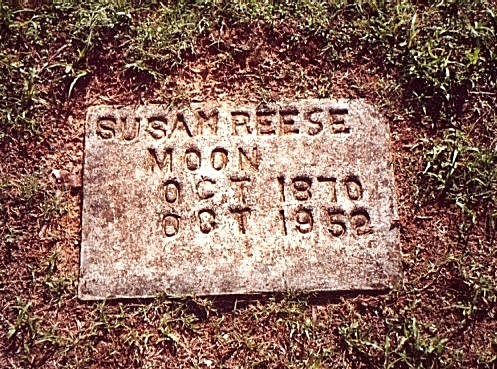 SUSAN REESE
MOON
OCT 1870
OCT 1952